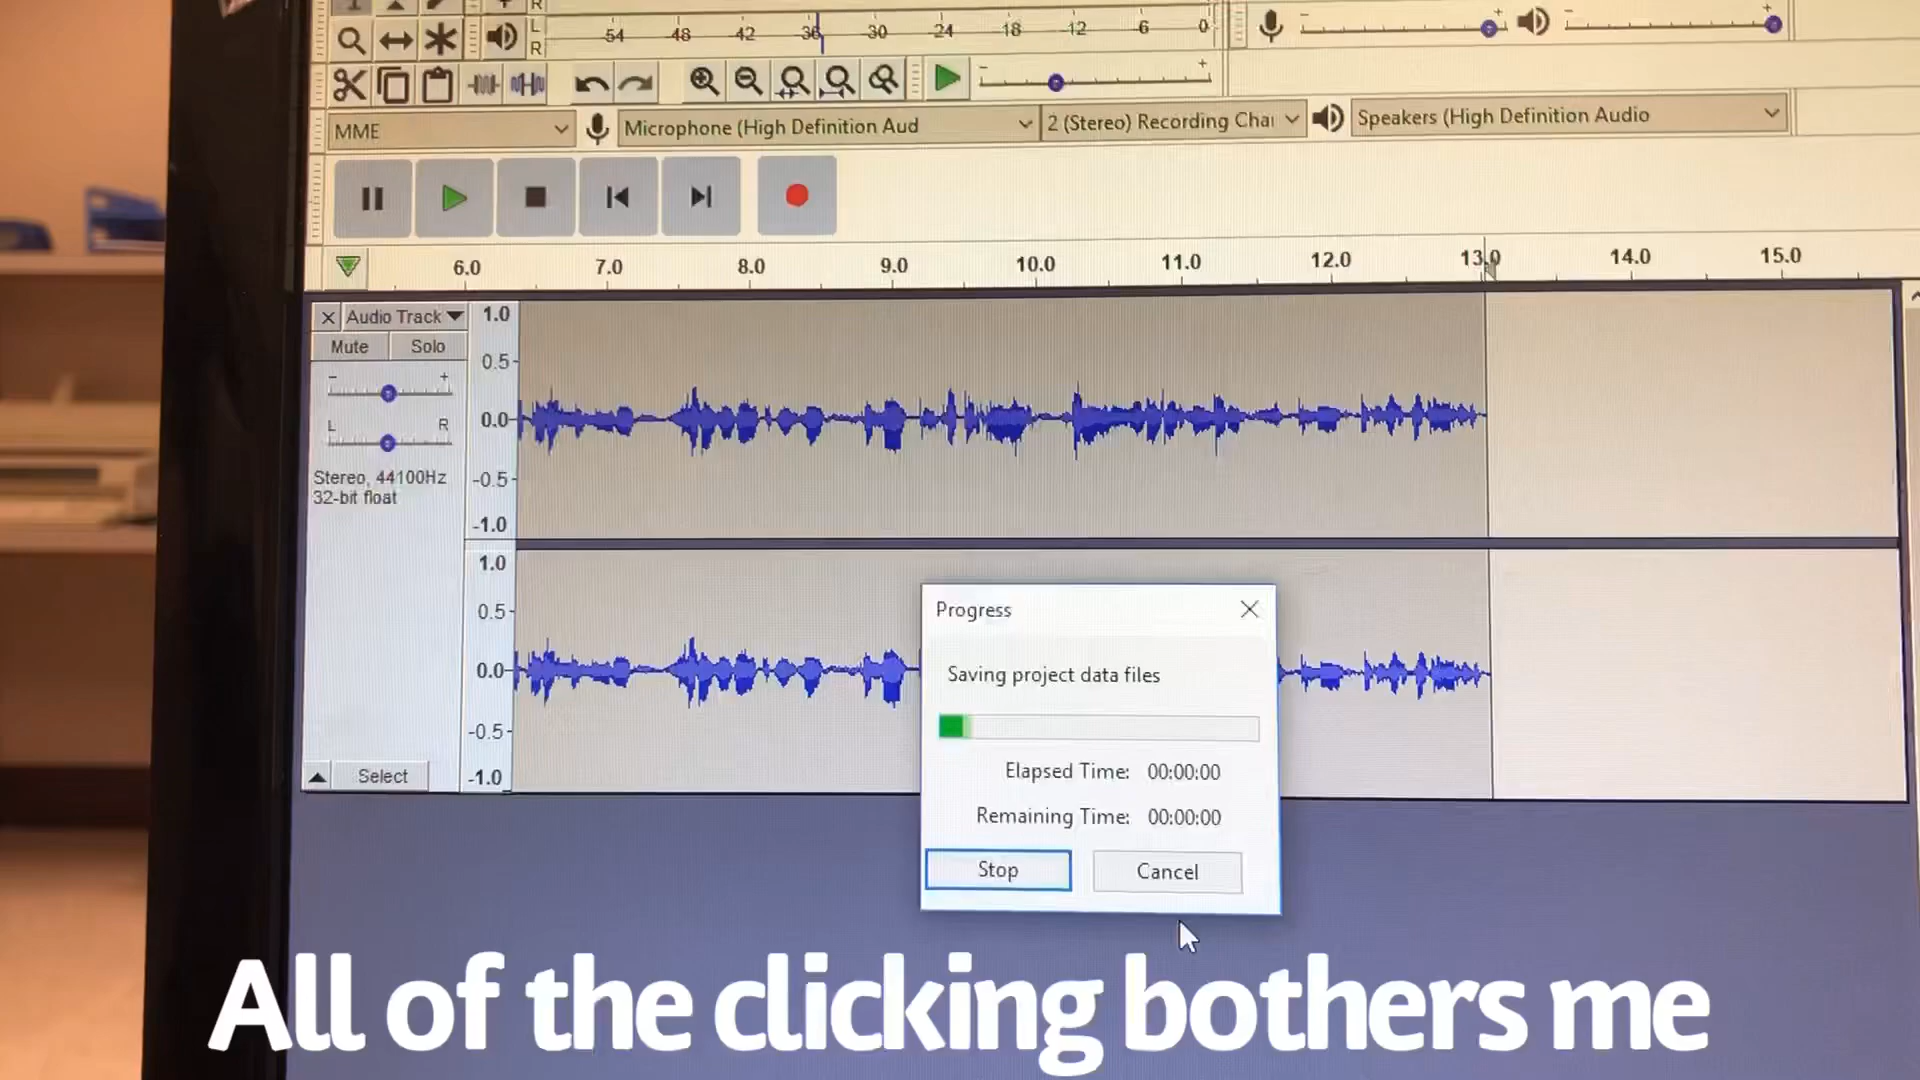 R
L
R
-54 -48 -42 -36 -30 -24 -18 -12 -6 0
- +
- +
- +
MME
Microphone (High Definition Aud
2 (Stereo) Recording Chai
Speakers (High Definition Audio
6.0 7.0 8.0 9.0 10.0 11.0 12.0 13.0 14.0 15.0
X Audio Track
Mute Solo
- +
L R
Stereo, 44100Hz
32-bit float
Select
1.0
0.5
0.0
-0.5
-1.0
1.0
0.5
0.0
-0.5
-1.0
Progress
Saving project data files
Elapsed Time: 00:00:00
Remaining Time: 00:00:00
Stop Cancel
All of the clicking bothers me